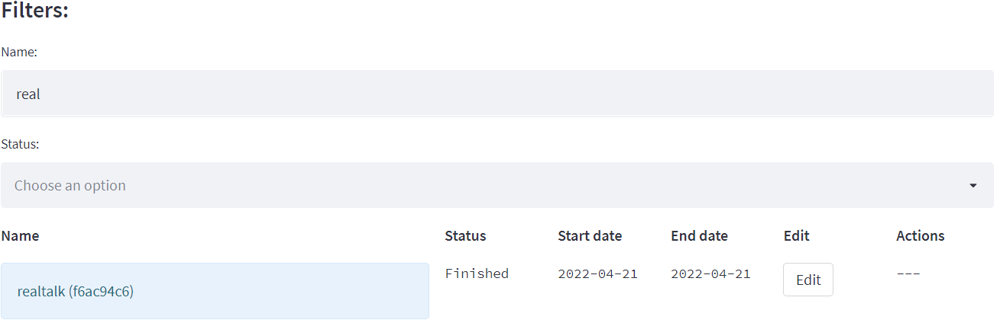 Filters:
Name:
real
Status:
Choose an option
Name Status Start date End date Edit Actions
realtalk (f6ac94c6) Finished 2022-04-21 2022-04-21 Edit ---